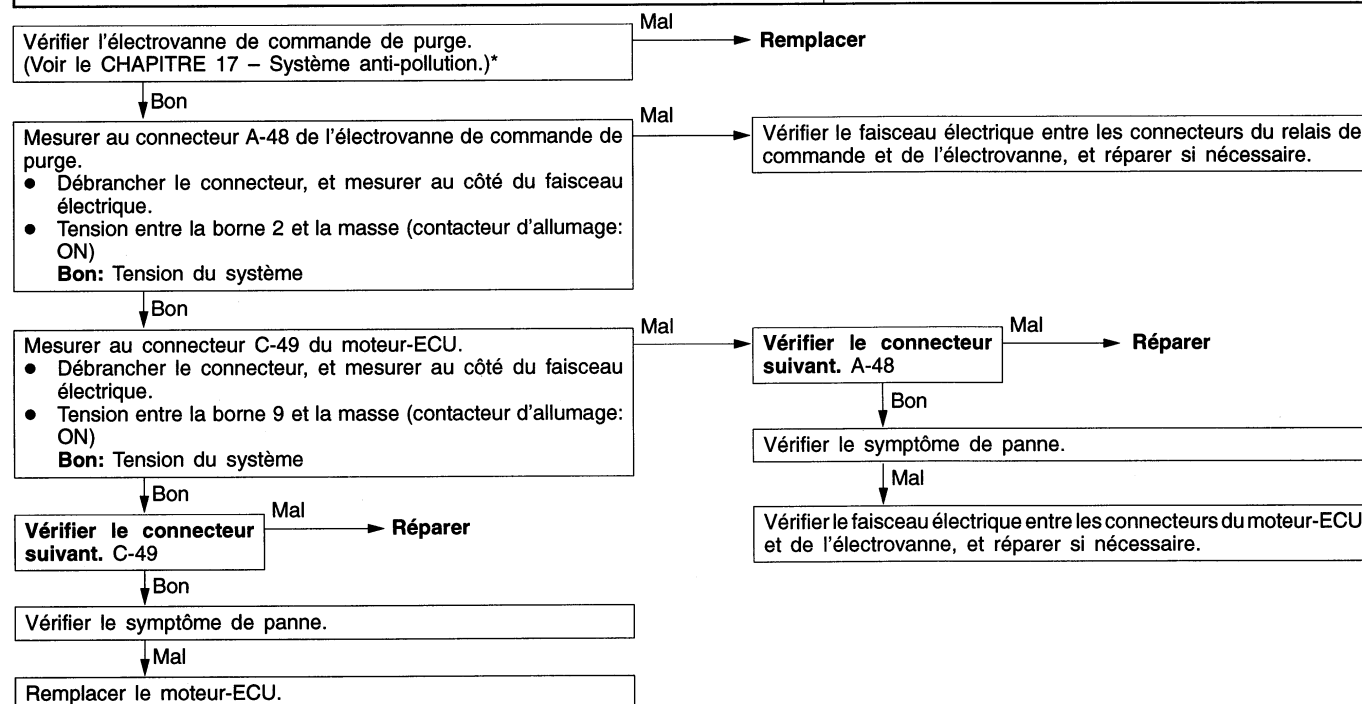 Vérifier l'électrovanne de commande de purge.
(Voir le CHAPITRE 17 – Système anti-pollution.)*
Mal
Remplacer
Bon
Mesurer au connecteur A-48 de l'électrovanne de commande de
purge.
● Débrancher le connecteur, et mesurer au côté du faisceau
électrique.
● Tension entre la borne 2 et la masse (contacteur d'allumage:
ON)
Bon: Tension du système
Mal
Vérifier le faisceau électrique entre les connecteurs du relais de
commande et de l'électrovanne, et réparer si nécessaire.
Bon
Mesurer au connecteur C-49 du moteur-ECU.
● Débrancher le connecteur, et mesurer au côté du faisceau
électrique.
● Tension entre la borne 9 et la masse (contacteur d'allumage:
ON)
Bon: Tension du système
Mal
Vérifier le connecteur
suivant. A-48
Mal
Réparer
Bon
Vérifier le symptôme de panne.
Mal
Vérifier le faisceau électrique entre les connecteurs du moteur-ECU
et de l'électrovanne, et réparer si nécessaire.
Bon
Vérifier le connecteur
suivant. C-49
Mal
Réparer
Bon
Vérifier le symptôme de panne.
Mal
Remplacer le moteur-ECU.